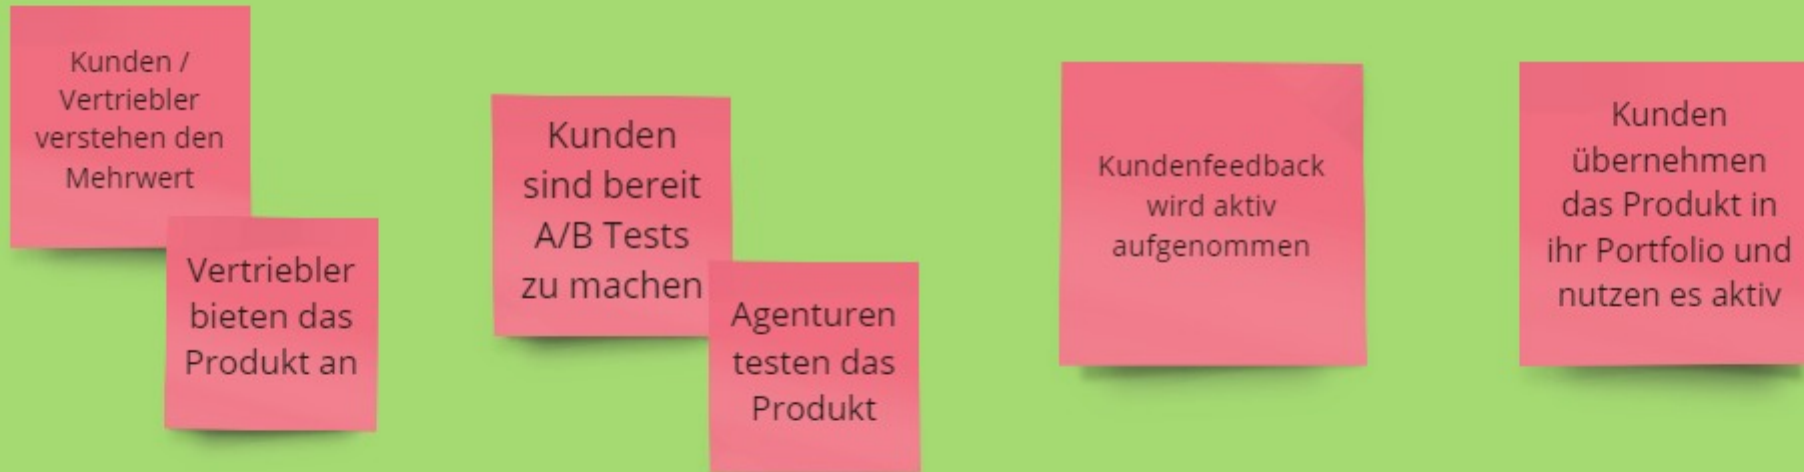 Kunden /
Vertriebler
verstehen den
Mehrwert
Vertriebler
bieten das
Produkt an
Kunden
sind bereit
A/B Tests
zu machen
Agenturen
testen das
Produkt
Kundenfeedback
wird aktiv
aufgenommen
Kunden
übernehmen
das Produkt in
ihr Portfolio und
nutzen es aktiv